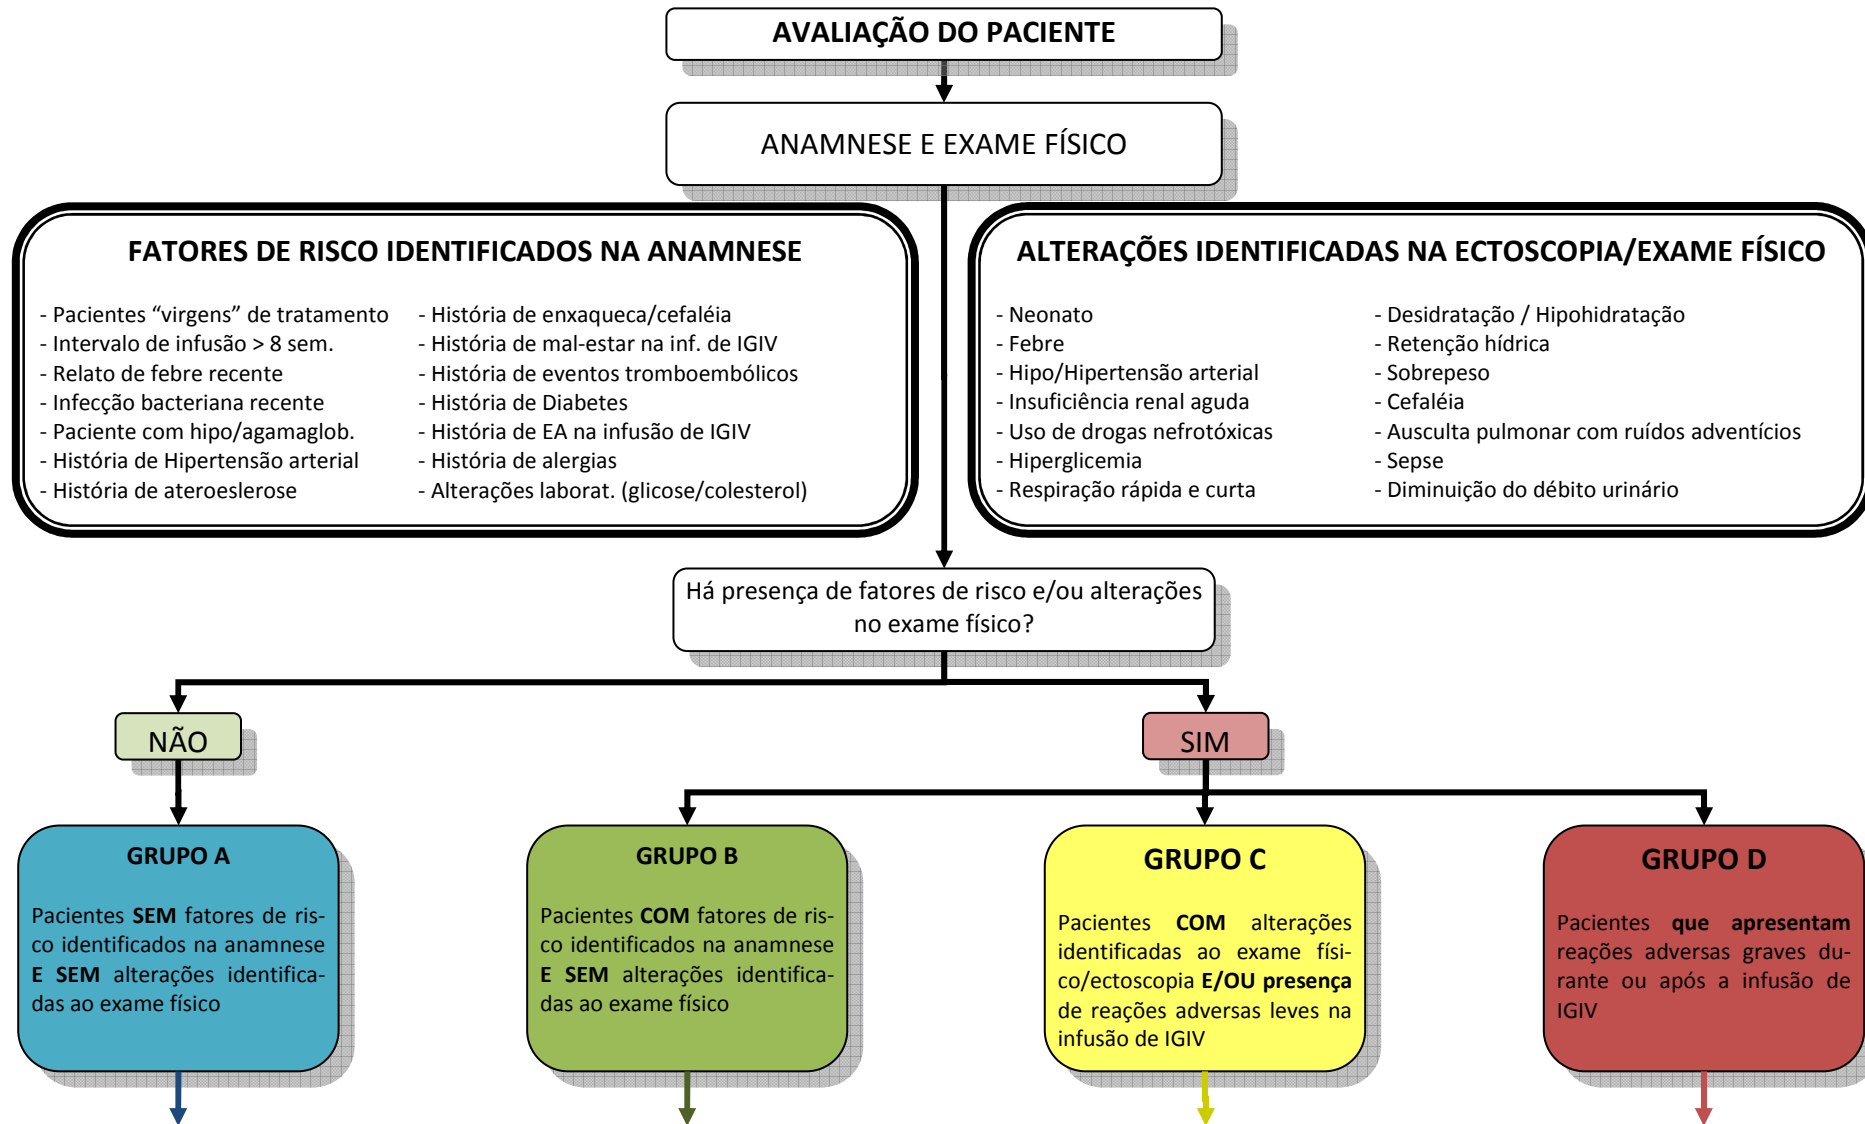 AVALIAÇÃO DO PACIENTE
ANAMNESE E EXAME FÍSICO
FATORES DE RISCO IDENTIFICADOS NA ANAMNESE
- Pacientes “virgens” de tratamento
- Intervalo de infusão > 8 sem.
- Relato de febre recente
- Infecção bacteriana recente
- Paciente com hipo/agamaglob.
- História de Hipertensão arterial
- História de ateroeslerose
- História de enxaqueca/cefaléia
- História de mal-estar na inf. de IGIV
- História de eventos tromboembólicos
- História de Diabetes
- História de EA na infusão de IGIV
- História de alergias
- Alterações laborat. (glicose/colesterol)
ALTERAÇÕES IDENTIFICADAS NA ECTOSCOPIA/EXAME FÍSICO
- Neonato
- Febre
- Hipo/Hipertensão arterial
- Insuficiência renal aguda
- Uso de drogas nefrotóxicas
- Hiperglicemia
- Respiração rápida e curta
- Desidratação / Hipohidratação
- Retenção hídrica
- Sobrepeso
- Cefaléia
- Ausculta pulmonar com ruídos adventícios
- Sepse
- Diminuição do débito urinário
Há presença de fatores de risco e/ou alterações
no exame físico?
NÃO
SIM
GRUPO A
Pacientes SEM fatores de ris-
co identificados na anamnese
E SEM alterações identifica-
das ao exame físico
GRUPO B
Pacientes COM fatores de ris-
co identificados na anamnese
E SEM alterações identifica-
das ao exame físico
GRUPO C
Pacientes COM alterações
identificadas ao exame físi-
co/ectoscopia E/OU presença
de reações adversas leves na
infusão de IGIV
GRUPO D
Pacientes que apresentam
reações adversas graves du-
rante ou após a infusão de
IGIV